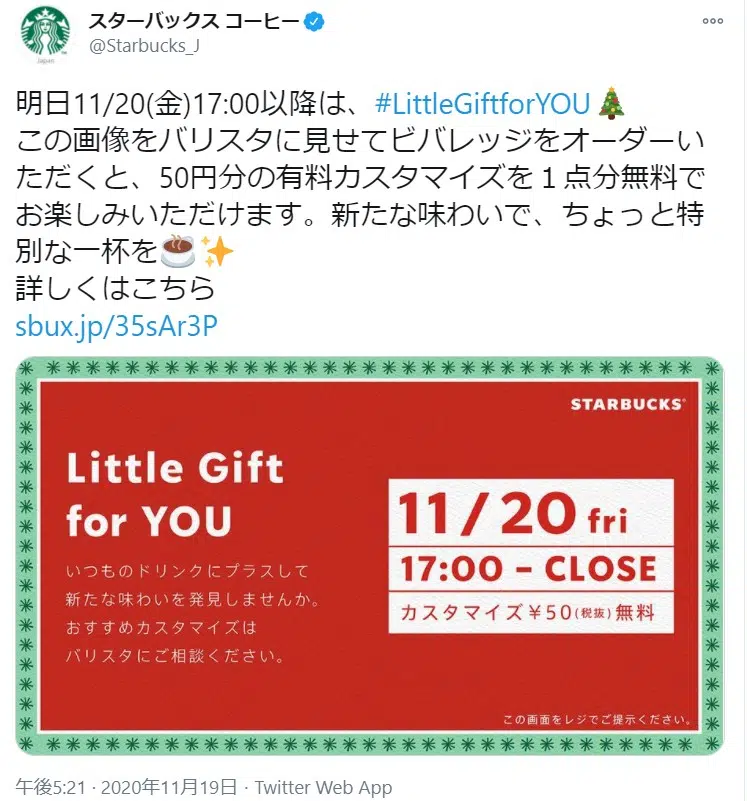 スターバックス コーヒー
@Starbucks_J
Japan
明日11/20(金)17:00以降は、#LittleGiftforYOU🎄
この画像をバリスタに見せてビバレッジをオーダーい
ただくと、50円分の有料カスタマイズを１点分無料で
お楽しみいただけます。新たな味わいで、ちょっと特
別な一杯を☕✨
詳しくはこちら
sbux.jp/35sAr3P
STARBUCKS®
Little Gift
for YOU
いつものドリンクにプラスして
新たな味わいを発見しませんか。
おすすめカスタマイズは
バリスタにご相談ください。
11/20 fri
17:00 – CLOSE
カスタマイズ¥50(税抜)無料
この画面をレジでご提示ください。
午後5:21 · 2020年11月19日 · Twitter Web App